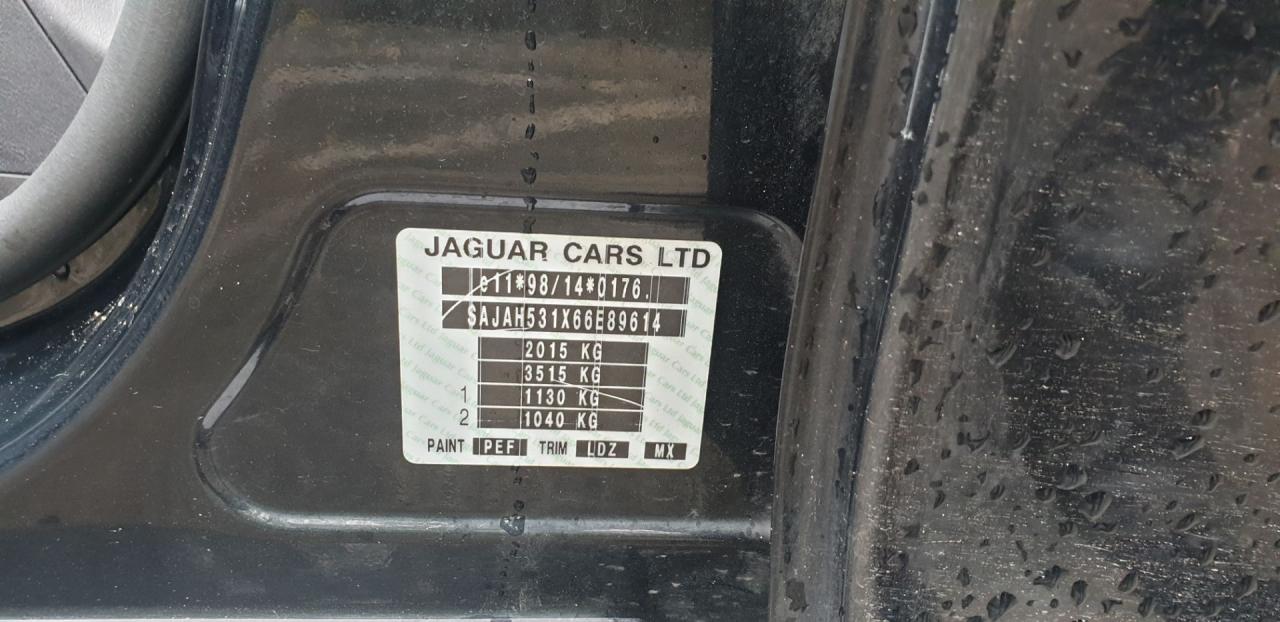 JAGUAR CARS LTD
e11*98/14*0176.
SAJAH531X66E89614
2015 KG
3515 KG
1 1130 KG
2 1040 KG
PAINT PEF TRIM LDZ MX